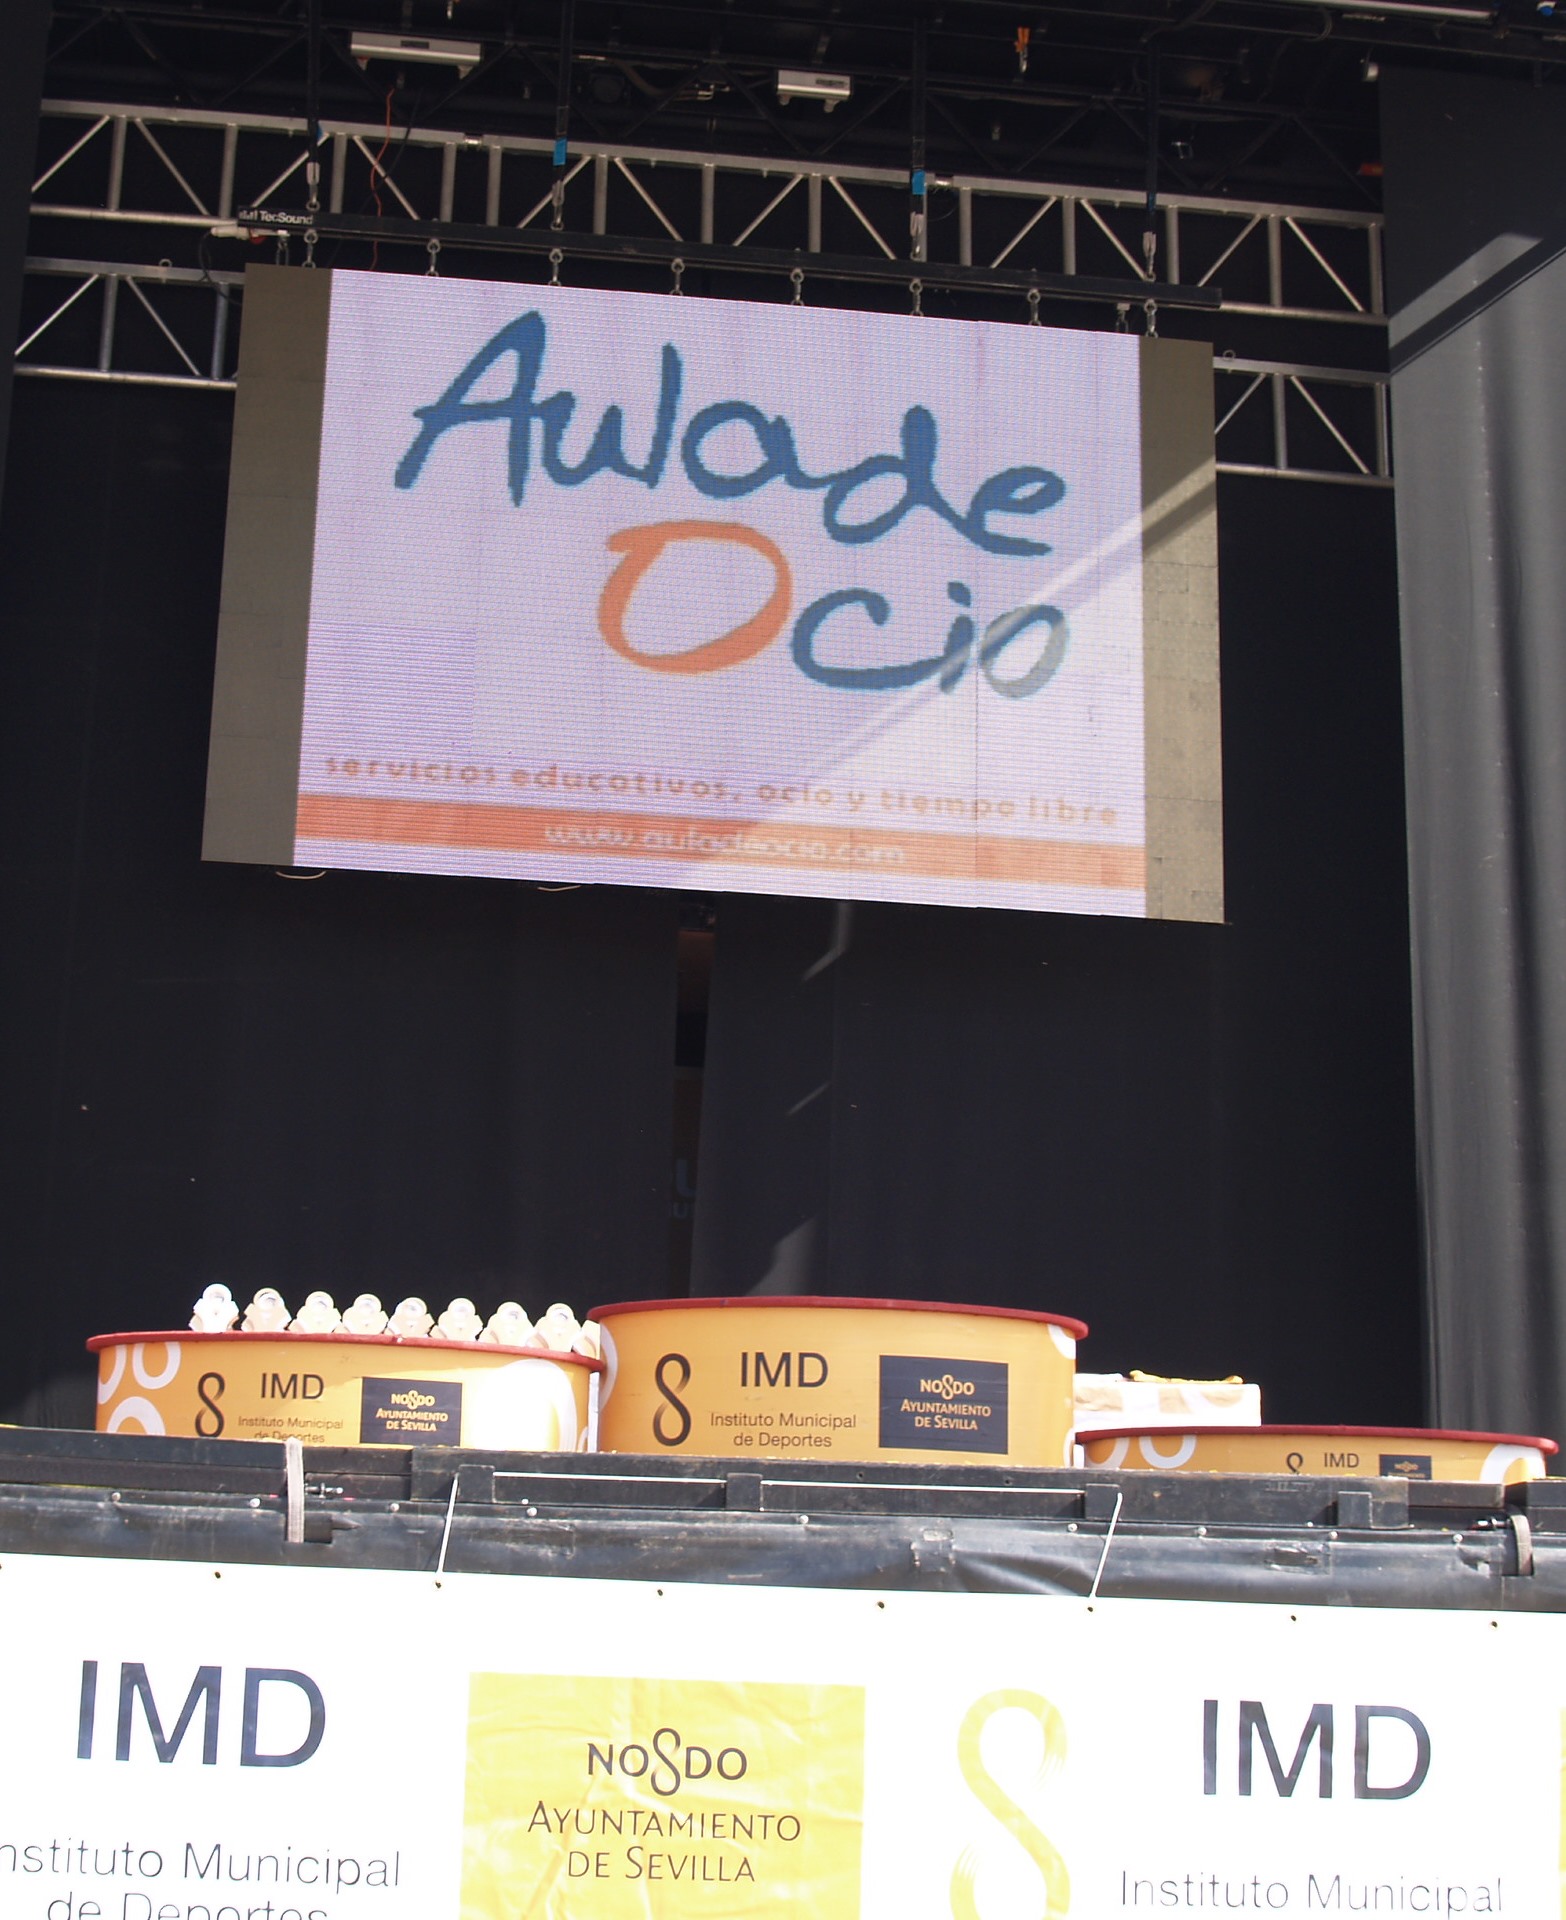 TecSound
Aula de
Ocio
servicios educativos, ocio y tiempo libre
www.auladeocio.com
IMD
Instituto Municipal
de Deportes
NO8DO
AYUNTAMIENTO
DE SEVILLA
IMD
Instituto Municipal
de Deportes
NO8DO
AYUNTAMIENTO
DE SEVILLA
IMD
IMD
nstituto Municipal
de Deportes
NO8DO
AYUNTAMIENTO
DE SEVILLA
IMD
Instituto Municipal